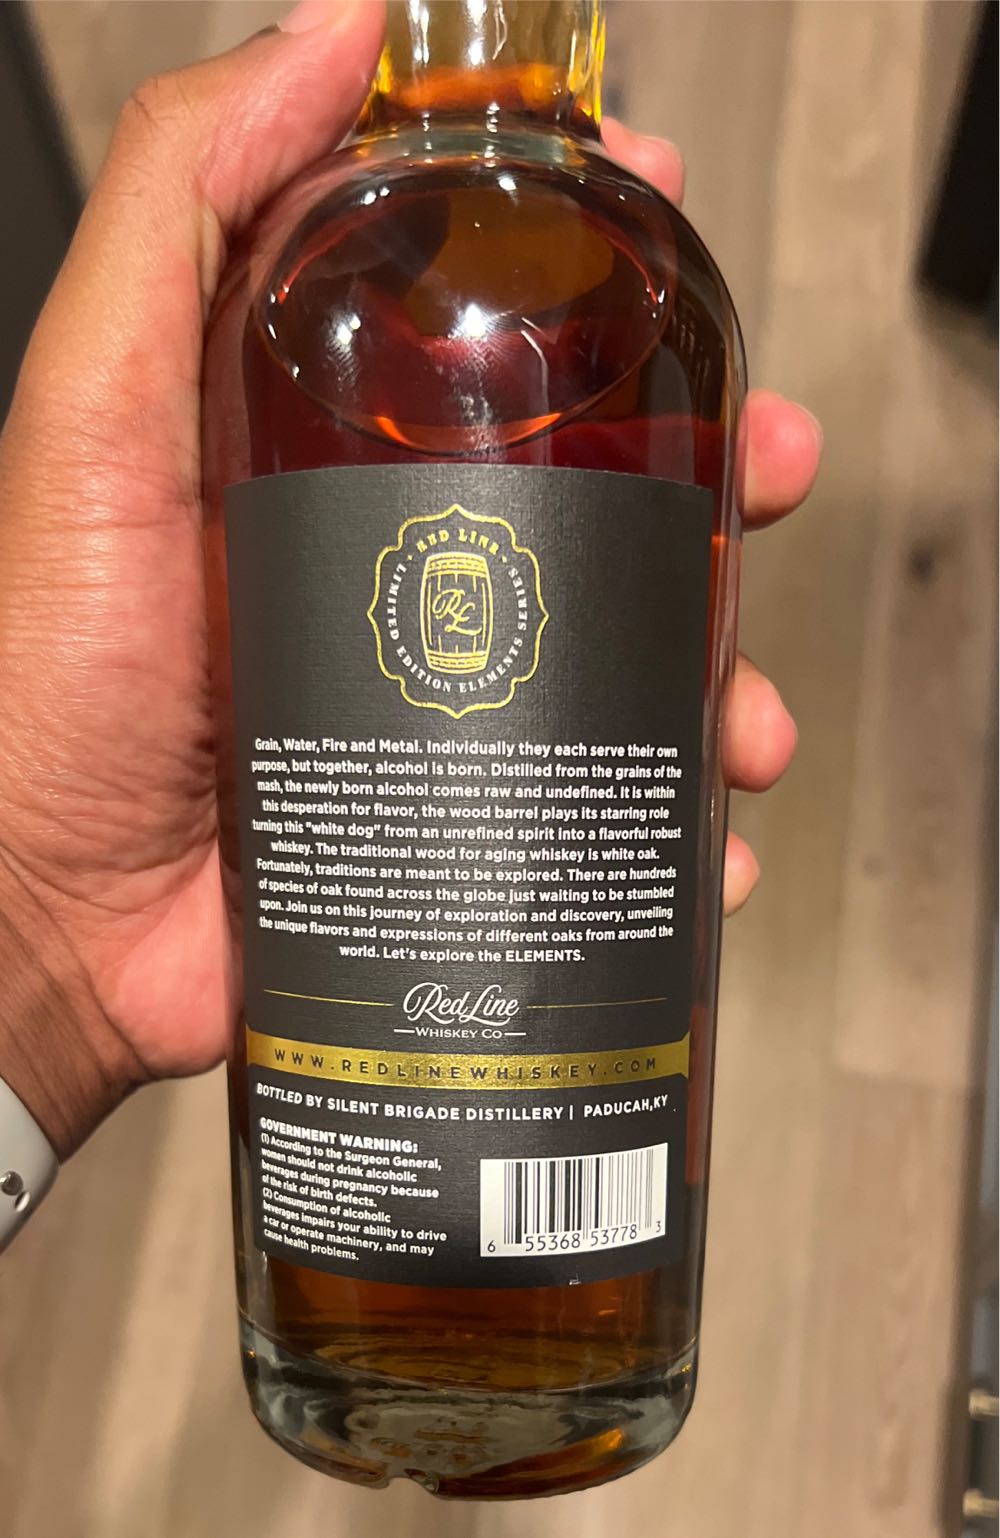 RED LINE
LIMITED EDITION ELEMENTS SERIES
RL
Grain, Water, Fire and Metal. Individually they each serve their own
purpose, but together, alcohol is born. Distilled from the grains of the
mash, the newly born alcohol comes raw and undefined. It is within
this desperation for flavor, the wood barrel plays its starring role
turning this "white dog" from an unrefined spirit into a flavorful robust
whiskey. The traditional wood for aging whiskey is white oak.
Fortunately, traditions are meant to be explored. There are hundreds
of species of oak found across the globe just waiting to be stumbled
upon. Join us on this journey of exploration and discovery, unveiling
the unique flavors and expressions of different oaks from around the
world. Let's explore the ELEMENTS.
Red Line
WHISKEY CO
WWW.REDLINEWHISKEY.COM
BOTTLED BY SILENT BRIGADE DISTILLERY | PADUCAH,KY
GOVERNMENT WARNING:
(1) According to the Surgeon General,
women should not drink alcoholic
beverages during pregnancy because
of the risk of birth defects.
(2) Consumption of alcoholic
beverages impairs your ability to drive
a car or operate machinery, and may
cause health problems.
6 55368 53778 3